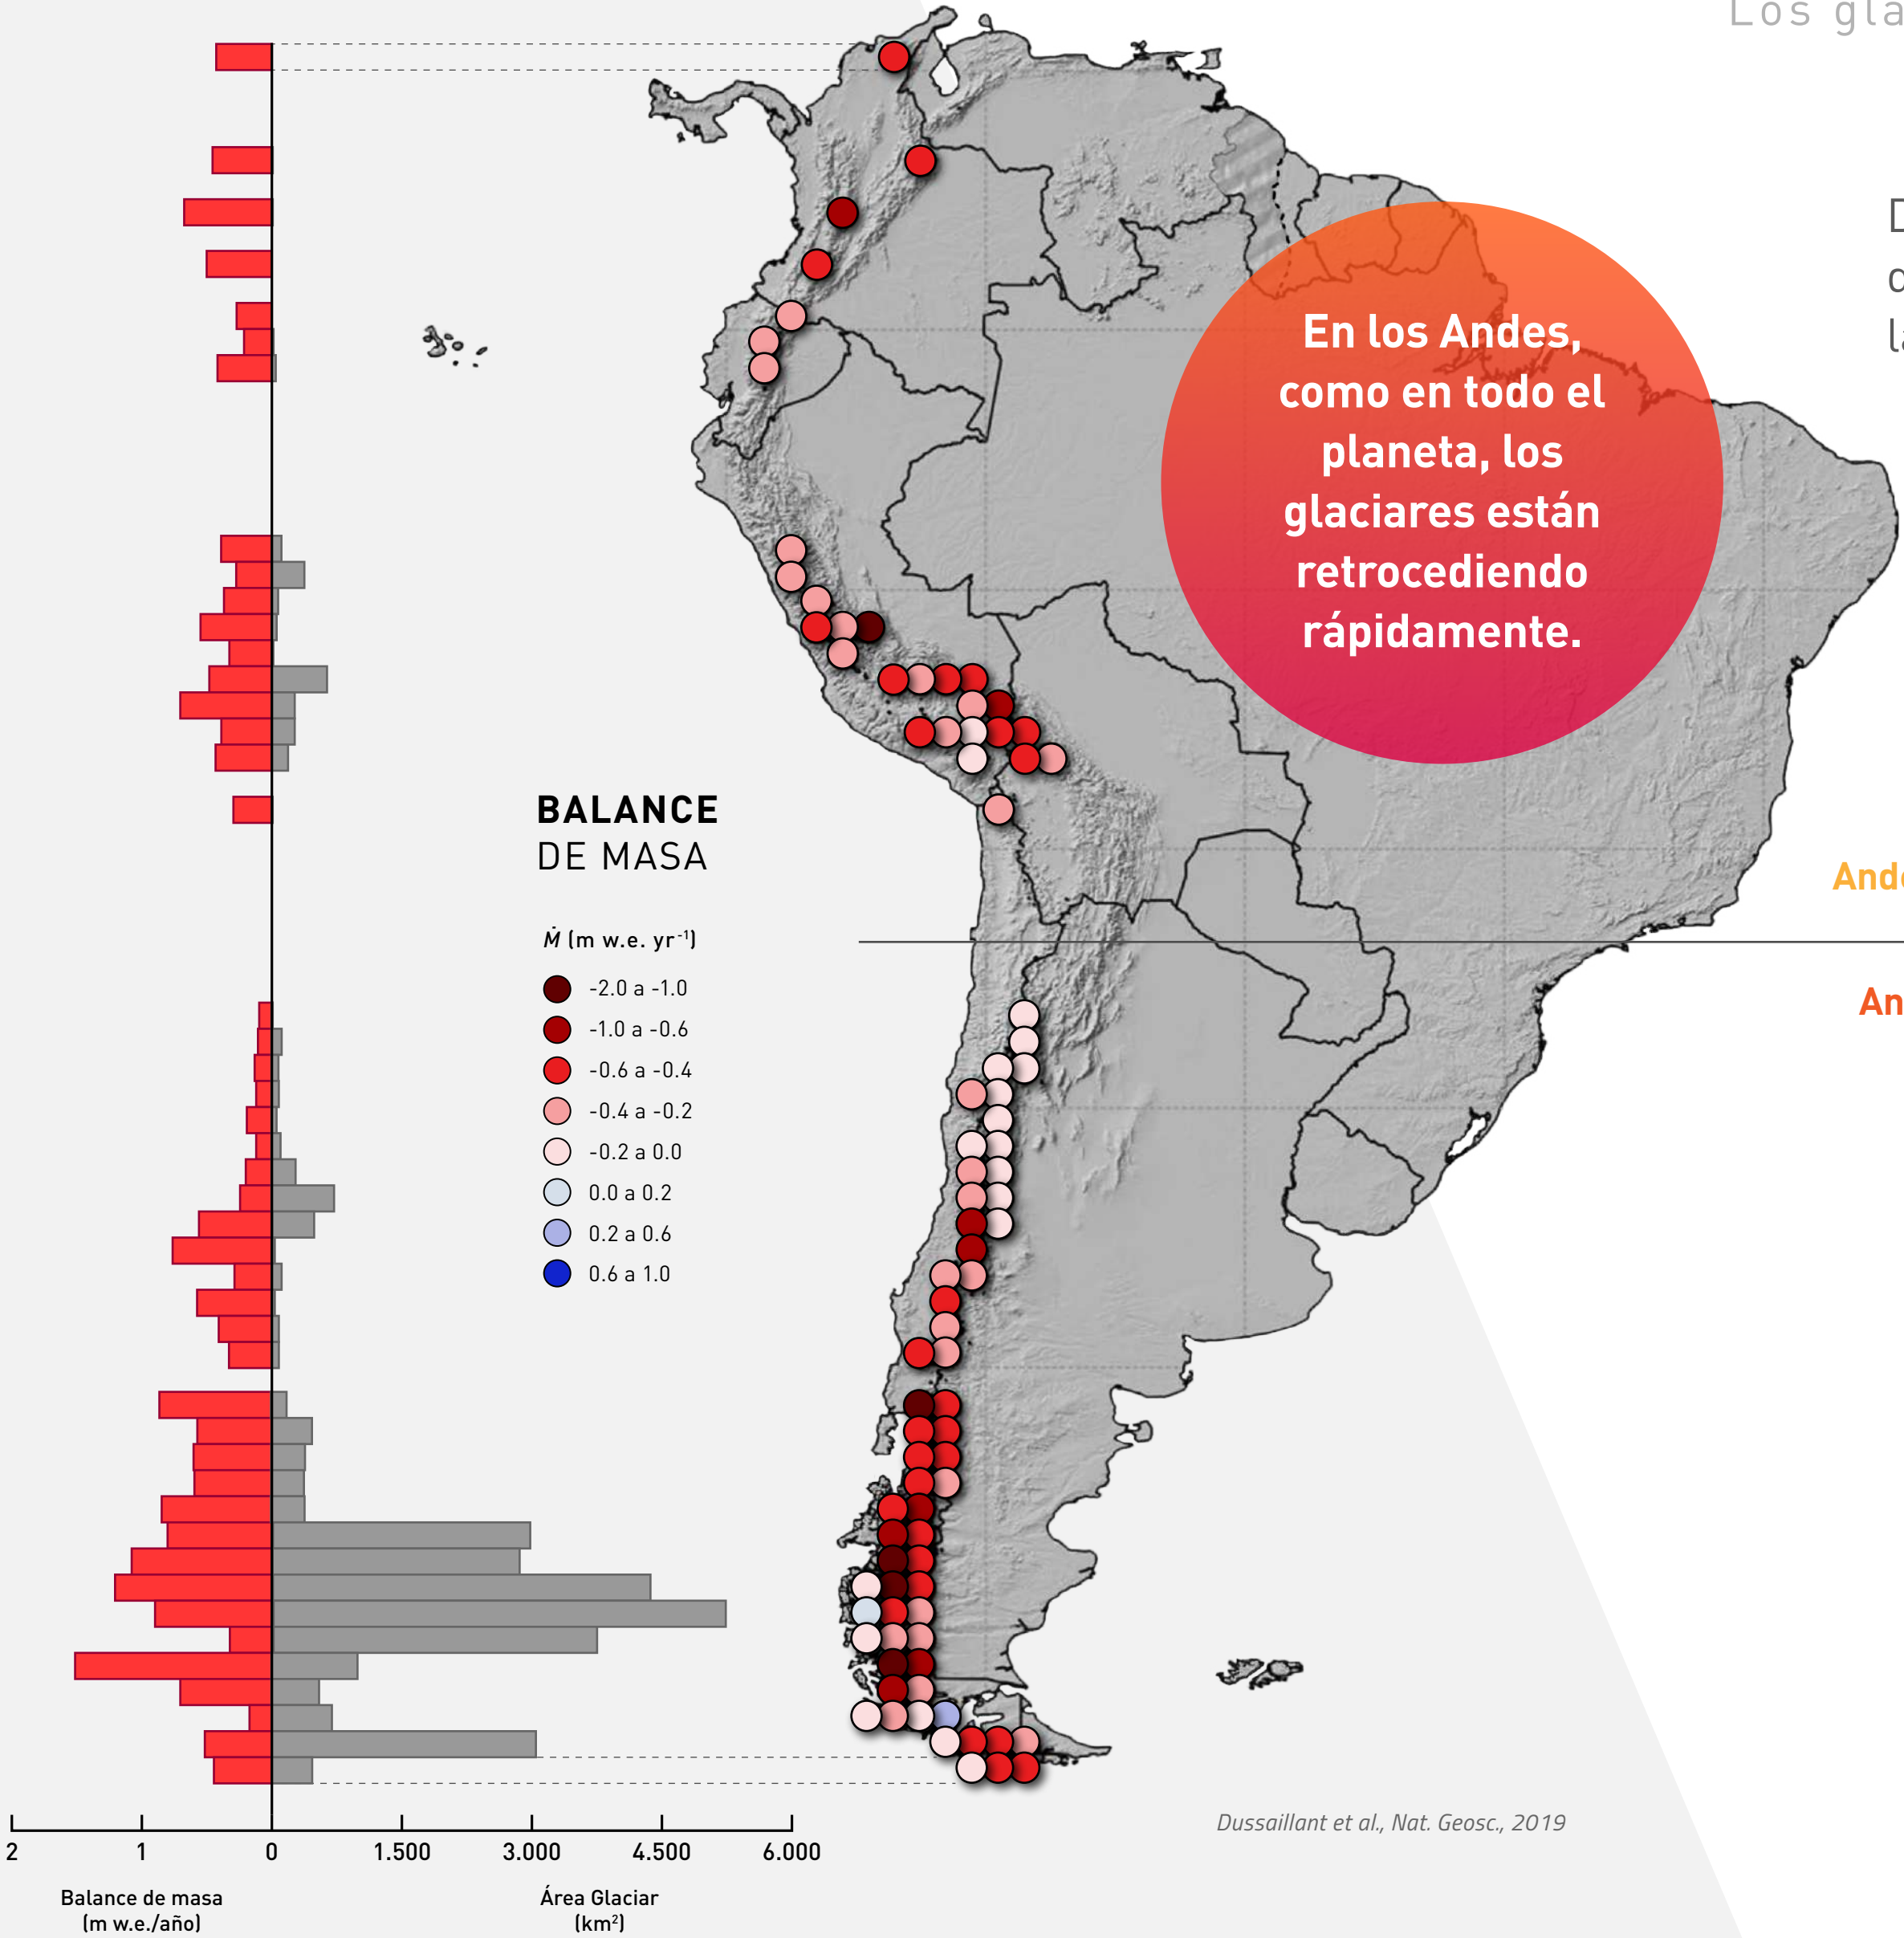 Los gla
D
En los Andes,
como en todo el
planeta, los
glaciares están
retrocediendo
rápidamente.
BALANCE
DE MASA
Ṁ (m w.e. yr⁻¹)
-2.0 a -1.0
-1.0 a -0.6
-0.6 a -0.4
-0.4 a -0.2
-0.2 a 0.0
0.0 a 0.2
0.2 a 0.6
0.6 a 1.0
Ande
An
Dussaillant et al., Nat. Geosc., 2019
2 1 0 1.500 3.000 4.500 6.000
Balance de masa
(m w.e./año)
Área Glaciar
(km²)